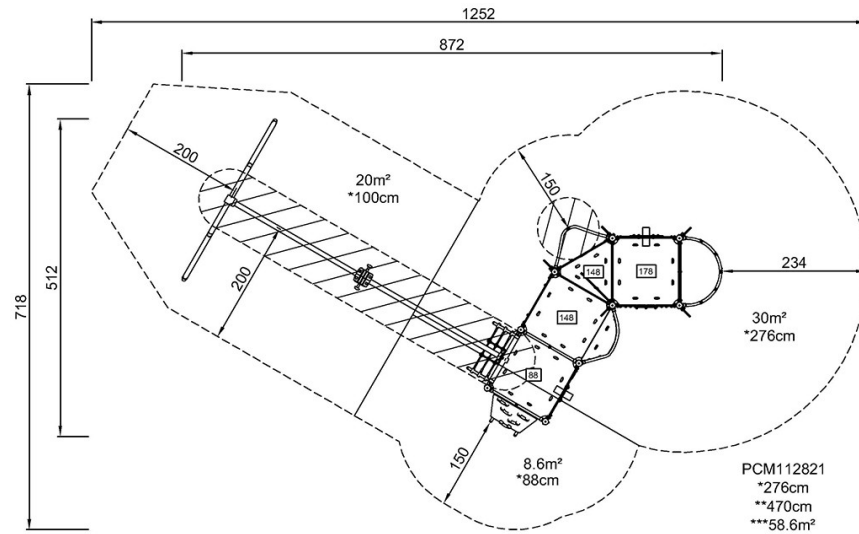 1252
872
200
20m²
*100cm
150
718
512
200
148
178
234
148
30m²
*276cm
88
150
8.6m²
*88cm
PCM112821
*276cm
**470cm
***58.6m²